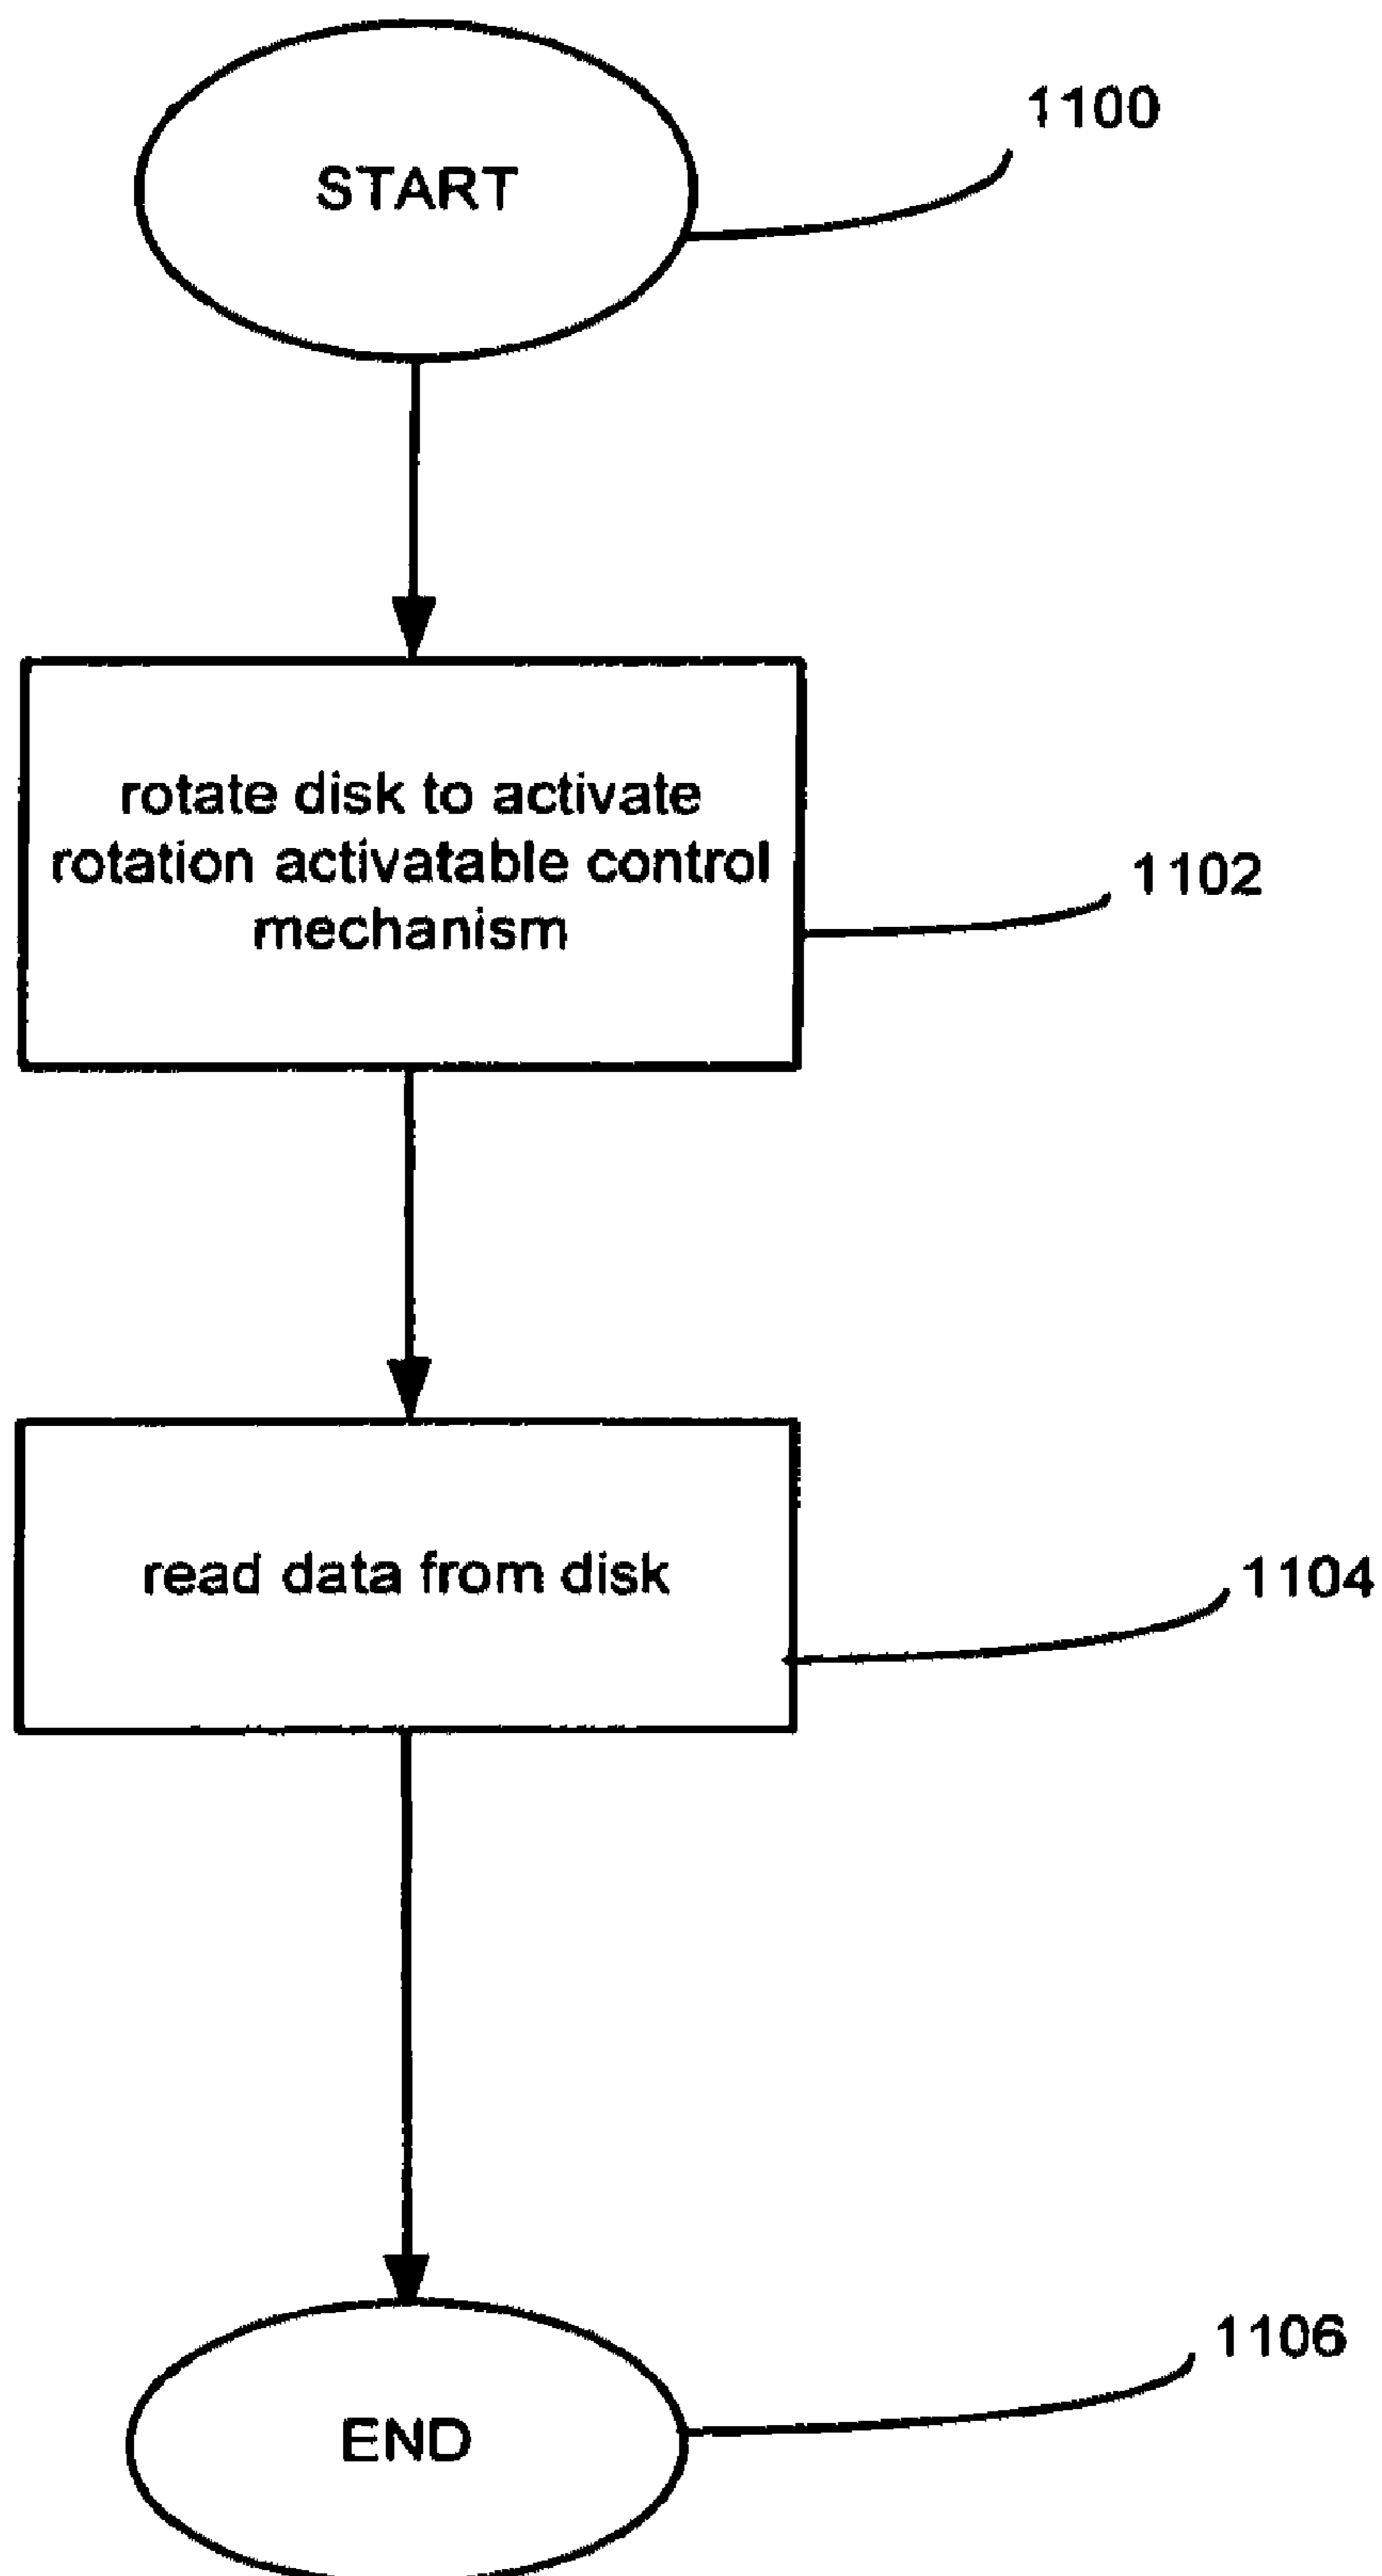 1100
START
rotate disk to activate
rotation activatable control
mechanism
1102
read data from disk
1104
1106
END